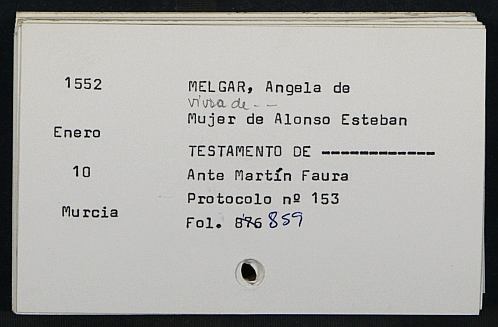 1552
MELGAR, Angela de
viuda de - -
Mujer de Alonso Esteban
Enero
TESTAMENTO DE ------------
10
Ante Martín Faura
Protocolo nº 153
Murcia
Fol. 876 859